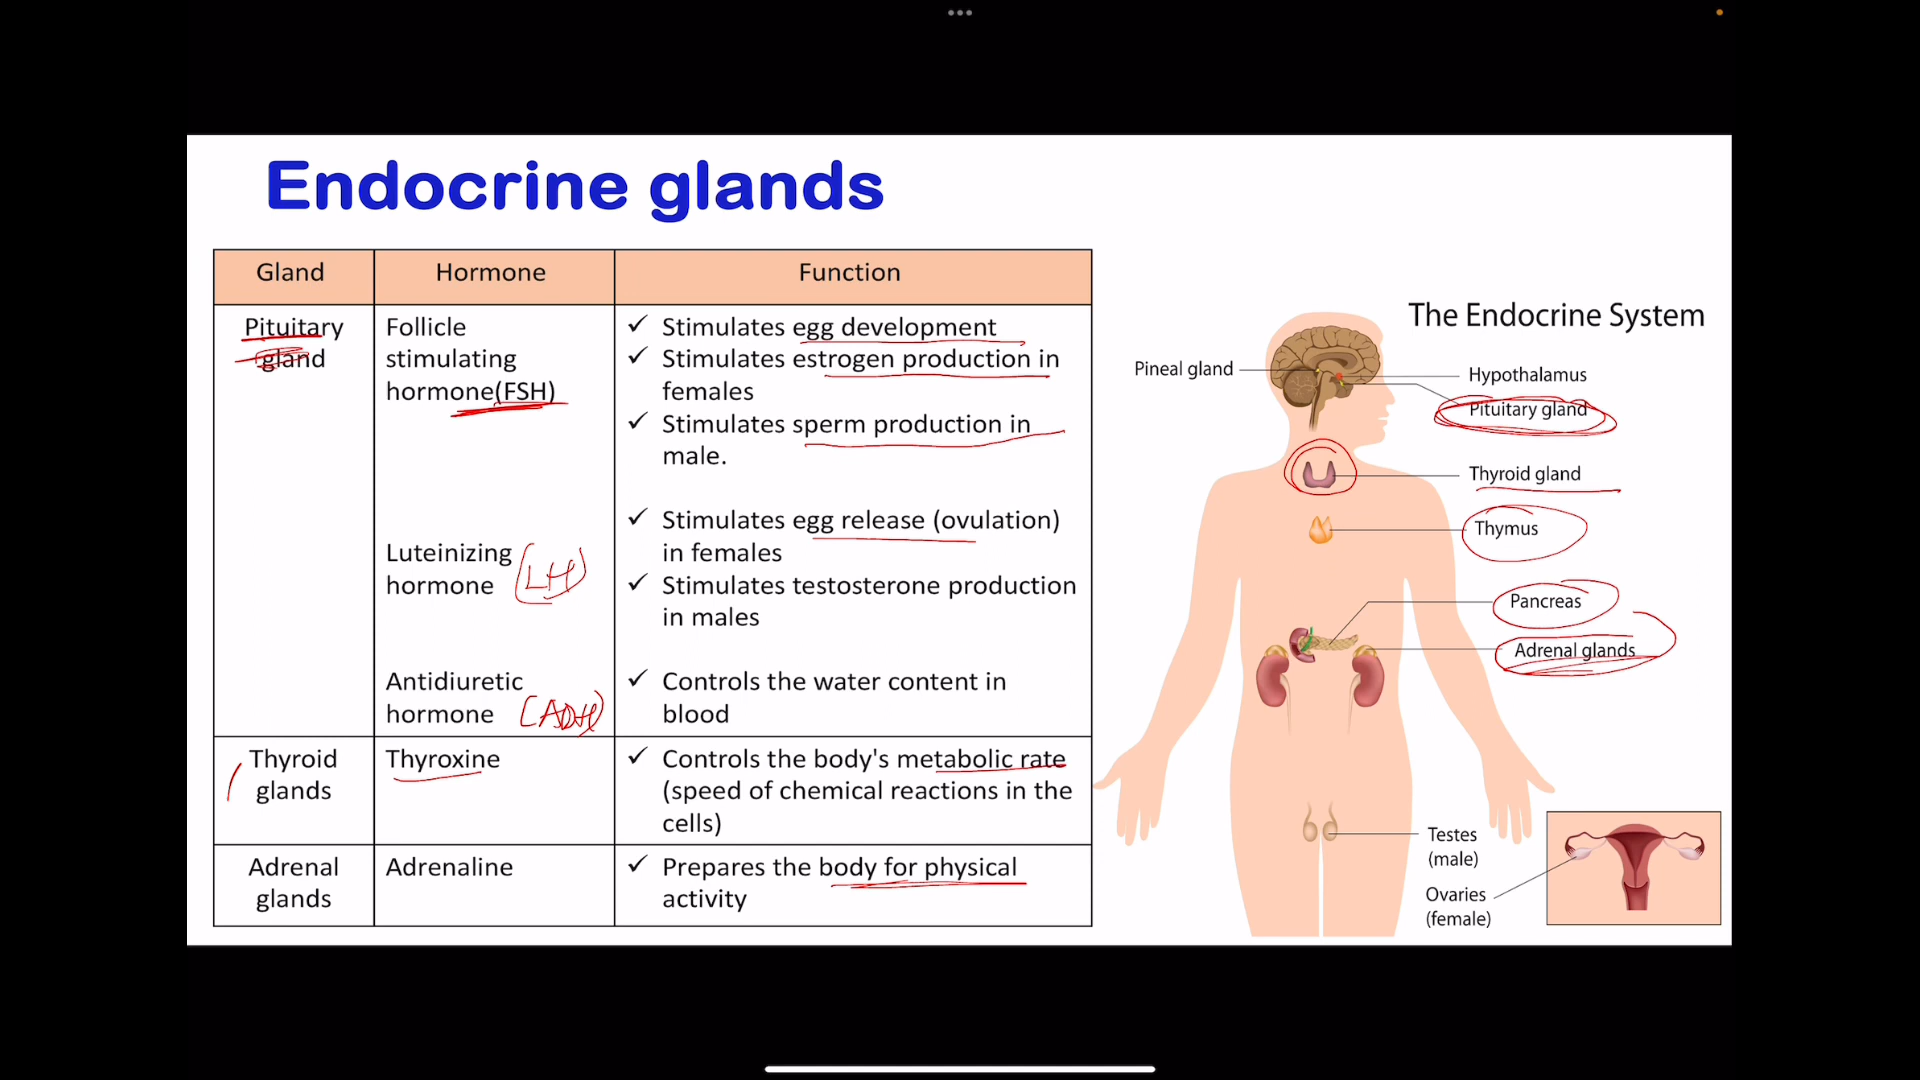 Endocrine glands
Gland Hormone Function
Pituitary
gland
Follicle
stimulating
hormone(FSH)
✓ Stimulates egg development
✓ Stimulates estrogen production in
females
✓ Stimulates sperm production in
male.
Luteinizing
hormone (LH)
✓ Stimulates egg release (ovulation)
in females
✓ Stimulates testosterone production
in males
Antidiuretic
hormone (ADH)
✓ Controls the water content in
blood
Thyroid
glands
Thyroxine
✓ Controls the body's metabolic rate
(speed of chemical reactions in the
cells)
Adrenal
glands
Adrenaline
✓ Prepares the body for physical
activity
The Endocrine System
Pineal gland
Hypothalamus
Pituitary gland
Thyroid gland
Thymus
Pancreas
Adrenal glands
Testes
(male)
Ovaries
(female)